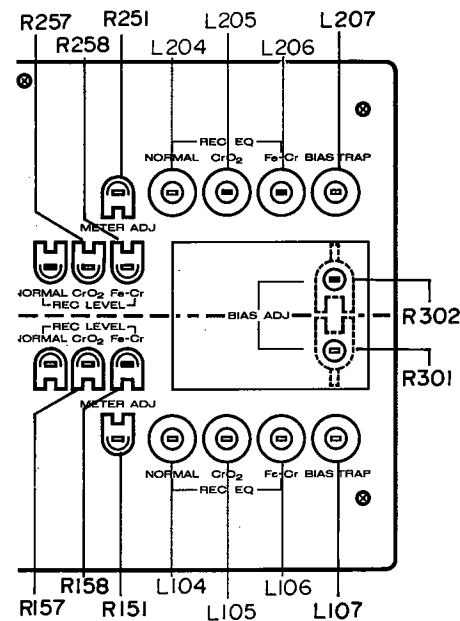 R257 R251 L205 L207
R258 L204 L206
REC EQ
NORMAL CrO₂ Fe-Cr BIAS TRAP
METER ADJ
NORMAL CrO₂ Fe-Cr
REC LEVEL
BIAS ADJ
R302
REC LEVEL
NORMAL CrO₂ Fe-Cr
R301
METER ADJ
NORMAL CrO₂ Fe-Cr BIAS TRAP
REC EQ
R158 L104 L106
R157 R151 L105 L107